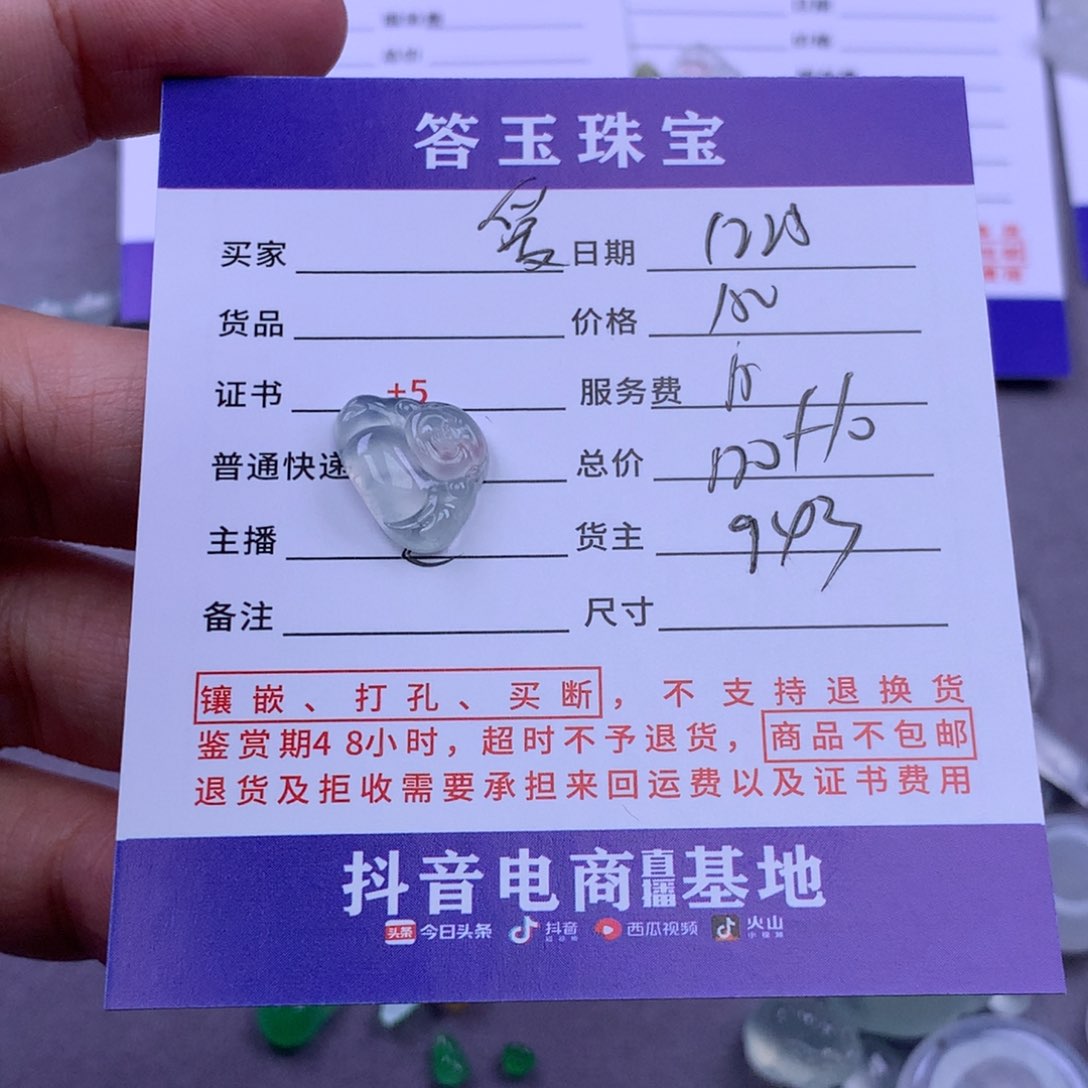 答玉珠宝
买家 日期
货品 价格
证书 +5 服务费
普通快递 总价
主播 货主 943
备注 尺寸
镶嵌、打孔、买断，不支持退换货
鉴赏期48小时，超时不予退货，商品不包邮
退货及拒收需要承担来回运费以及证书费用
抖音电商直播基地
头条 今日头条 抖音 西瓜视频 火山